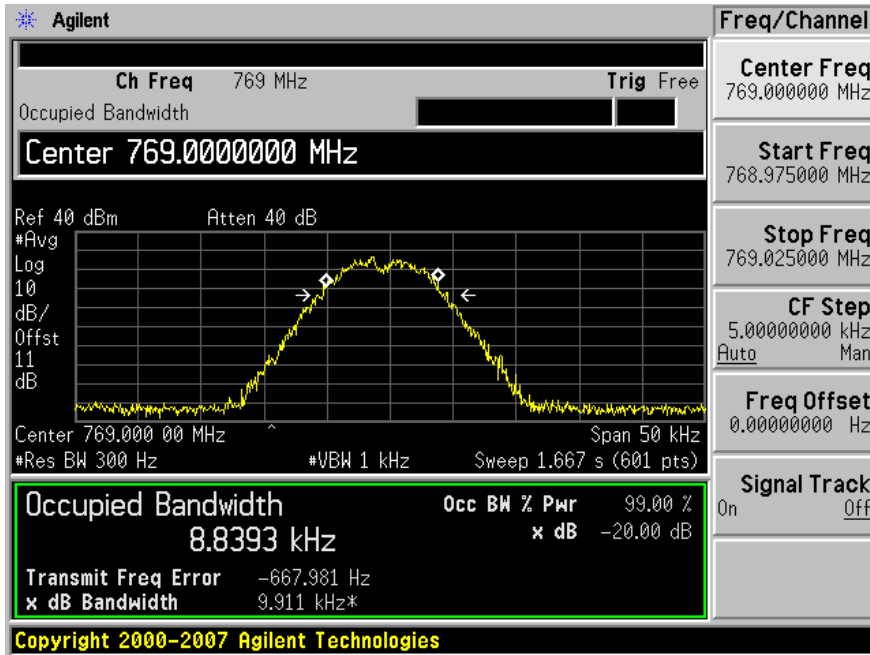 Agilent
Freq/Channel
Ch Freq 769 MHz Trig Free
Occupied Bandwidth
Center 769.0000000 MHz
Ref 40 dBm Atten 40 dB
#Avg
Log
10
dB/
Offst
11
dB
Center 769.000 00 MHz ^ Span 50 kHz
#Res BW 300 Hz #VBW 1 kHz Sweep 1.667 s (601 pts)
Occupied Bandwidth
8.8393 kHz
Occ BW % Pwr 99.00 %
x dB -20.00 dB
Transmit Freq Error -667.981 Hz
x dB Bandwidth 9.911 kHz*
Center Freq
769.000000 MHz
Start Freq
768.975000 MHz
Stop Freq
769.025000 MHz
CF Step
5.00000000 kHz
Auto Man
Freq Offset
0.00000000 Hz
Signal Track
On Off
Copyright 2000-2007 Agilent Technologies